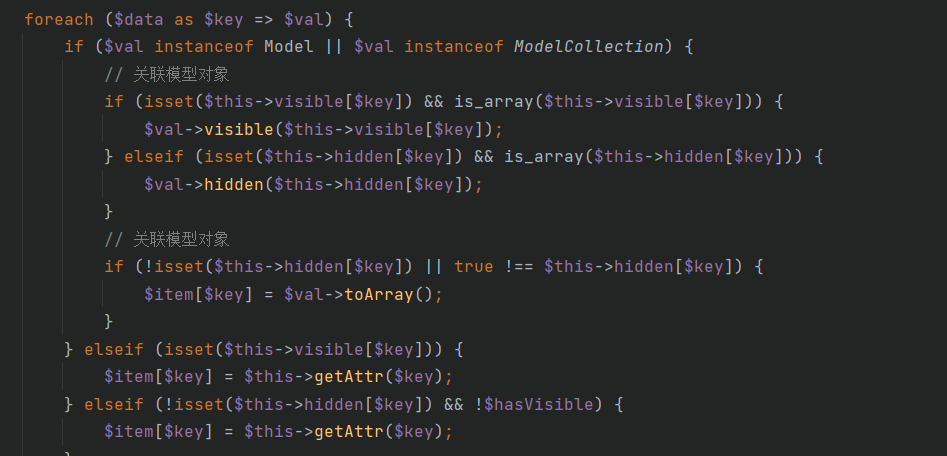 foreach ($data as $key => $val) {
if ($val instanceof Model || $val instanceof ModelCollection) {
// 关联模型对象
if (isset($this->visible[$key]) && is_array($this->visible[$key])) {
$val->visible($this->visible[$key]);
} elseif (isset($this->hidden[$key]) && is_array($this->hidden[$key])) {
$val->hidden($this->hidden[$key]);
}
// 关联模型对象
if (!isset($this->hidden[$key]) || true !== $this->hidden[$key]) {
$item[$key] = $val->toArray();
}
} elseif (isset($this->visible[$key])) {
$item[$key] = $this->getAttr($key);
} elseif (!isset($this->hidden[$key]) && !$hasVisible) {
$item[$key] = $this->getAttr($key);
}